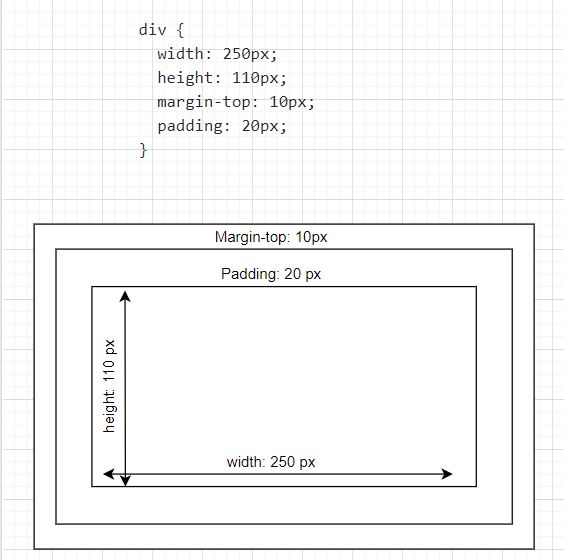 div {
  width: 250px;
  height: 110px;
  margin-top: 10px;
  padding: 20px;
}
Margin-top: 10px
Padding: 20 px
height: 110 px
width: 250 px